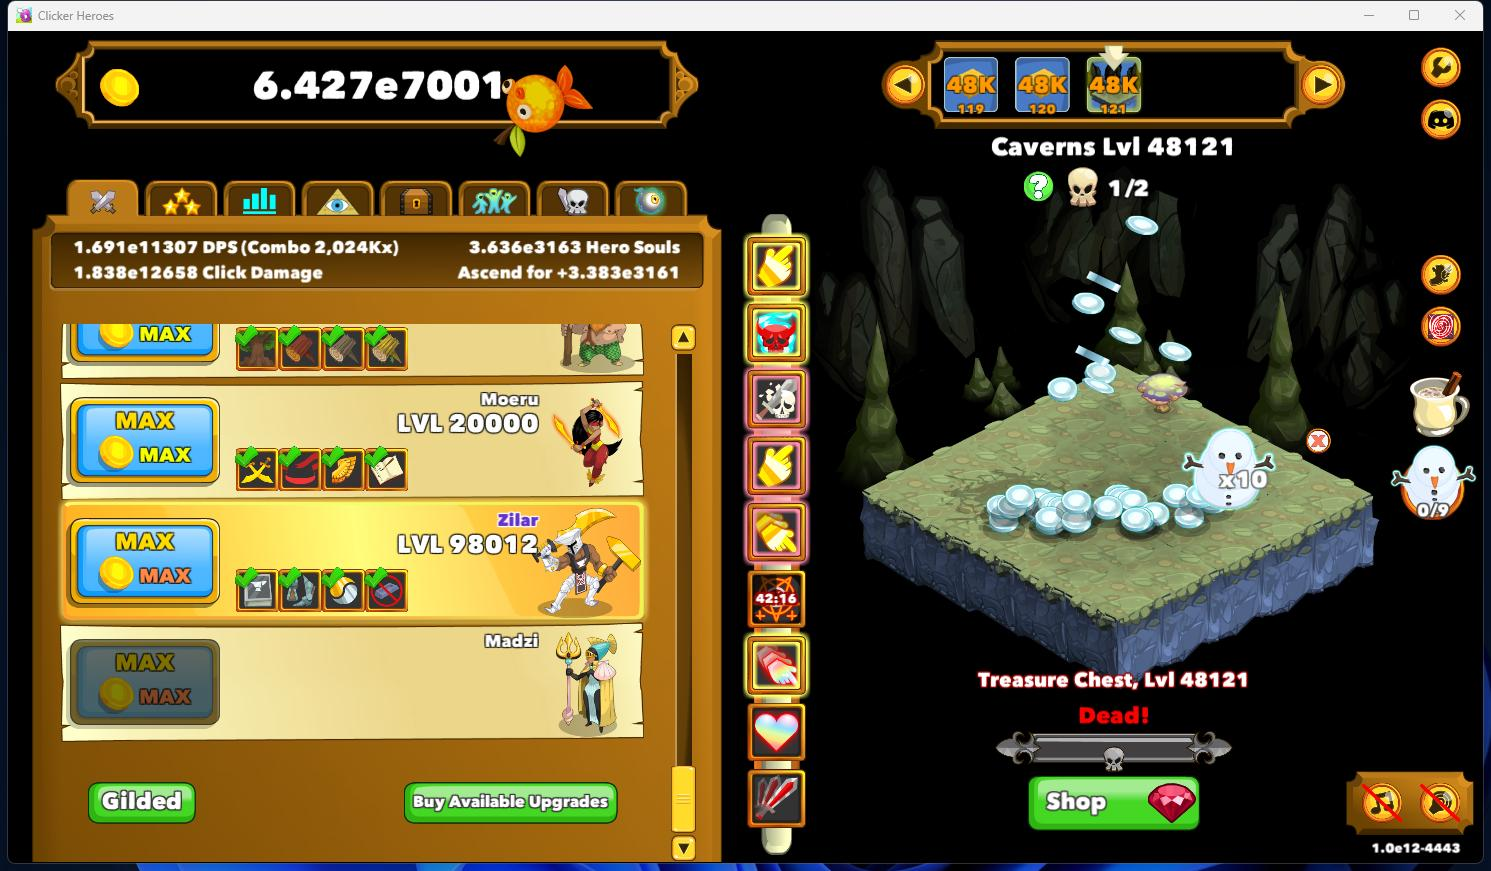 Clicker Heroes
6.427e7001
48K
119
48K
120
48K
121
Caverns Lvl 48121
1/2
1.691e11307 DPS (Combo 2,024Kx)
3.636e3163 Hero Souls
1.838e12658 Click Damage
Ascend for +3.383e3161
MAX
Moeru
LVL 20000
MAX
MAX
Zilar
LVL 98012
MAX
MAX
Madzi
MAX
MAX
Gilded
Buy Available Upgrades
42:16
x10
0/9
Treasure Chest, Lvl 48121
Dead!
Shop
1.0e12-4443